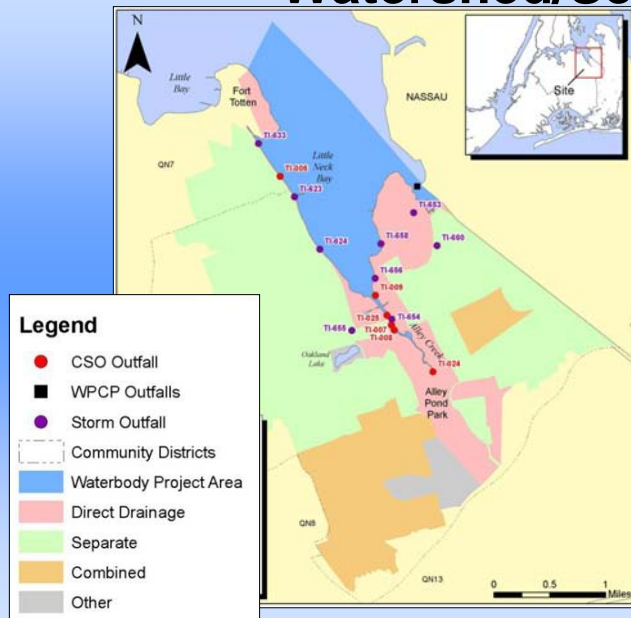 N
Little
Bay
Fort
Totten
NASSAU
Site
QN7
TI-633
TI-006
Little
Neck
Bay
TI-623
TI-653
TI-624
TI-658
TI-660
TI-656
TI-009
TI-025
TI-654
TI-655
TI-007
TI-008
Alley Creek
Oakland
Lake
TI-024
Alley
Pond
Park
QN8
QN13
0 0.5 1
Miles
Legend
CSO Outfall
WPCP Outfalls
Storm Outfall
Community Districts
Waterbody Project Area
Direct Drainage
Separate
Combined
Other